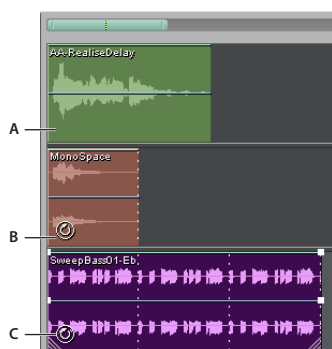 AA-RealiseDelay
A
MonoSpace
B
SweepBass01-Eb
C